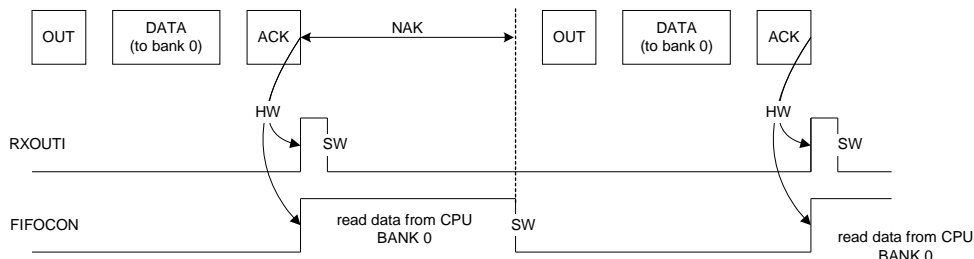 NAK
OUT
DATA
(to bank 0)
ACK
OUT
DATA
(to bank 0)
ACK
HW
HW
RXOUTI
SW
SW
FIFOCON
read data from CPU
BANK 0
SW
read data from CPU
BANK 0